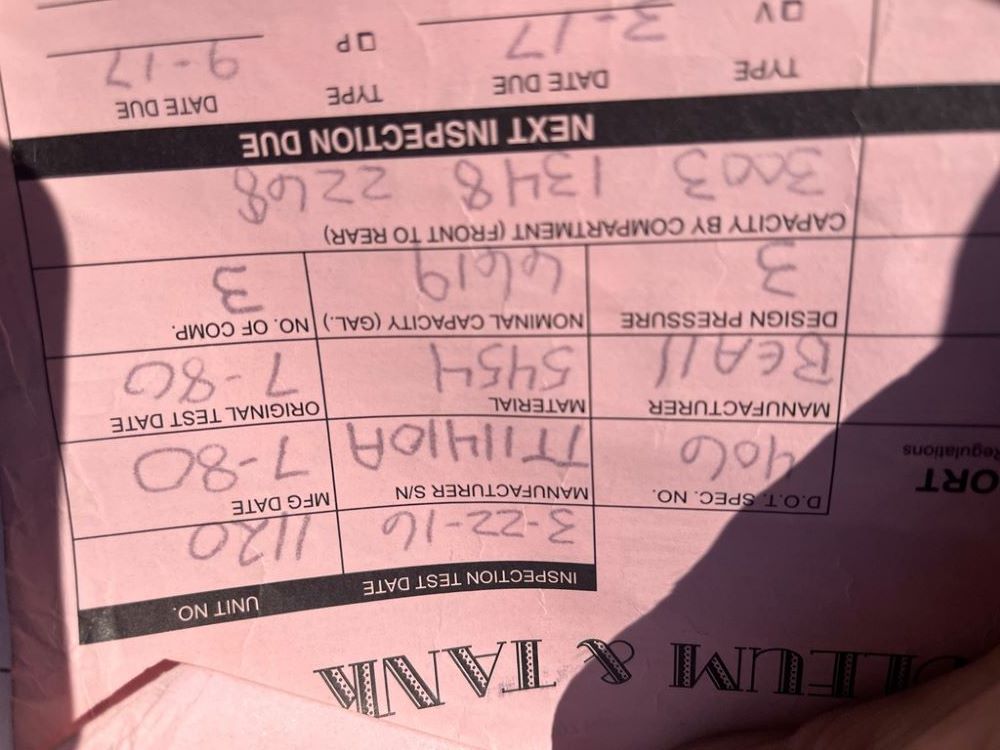 OLEUM & TANK
INSPECTION TEST DATE UNIT NO.
3-22-16 1120
D.O.T. SPEC. NO. MANUFACTURER S/N MFG DATE
ORT 406 TT11410A 7-80
Regulations
MANUFACTURER MATERIAL ORIGINAL TEST DATE
BEAll 5454 7-80
DESIGN PRESSURE NOMINAL CAPACITY (GAL.) NO. OF COMP.
3 6619 3
CAPACITY BY COMPARTMENT (FRONT TO REAR)
3003 1348 2268
NEXT INSPECTION DUE
TYPE DATE DUE TYPE DATE DUE
☐ V 3-17 ☐ P 9-17